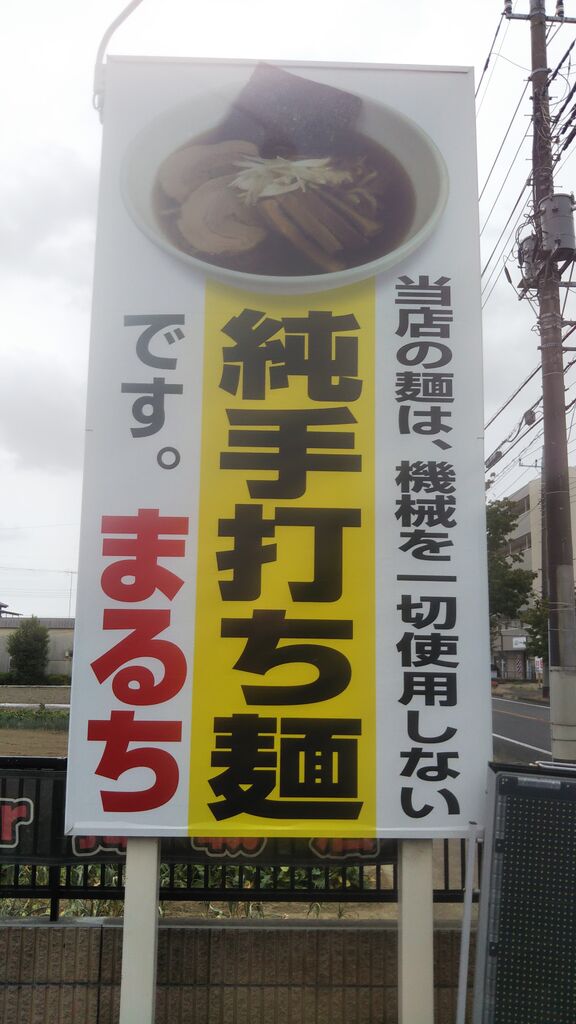 当店の麺は、機械を一切使用しない
純手打ち麺
です。まるち